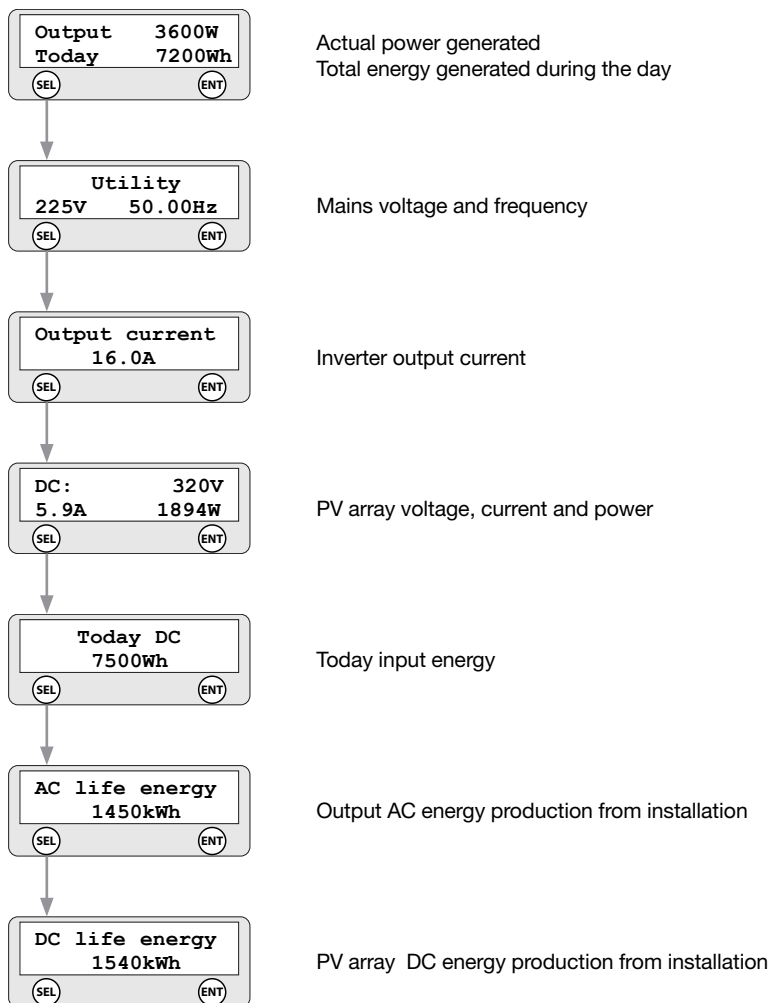 Output 3600W
Today 7200Wh
SEL ENT
Actual power generated
Total energy generated during the day
Utility
225V 50.00Hz
SEL ENT
Mains voltage and frequency
Output current
16.0A
SEL ENT
Inverter output current
DC: 320V
5.9A 1894W
SEL ENT
PV array voltage, current and power
Today DC
7500Wh
SEL ENT
Today input energy
AC life energy
1450kWh
SEL ENT
Output AC energy production from installation
DC life energy
1540kWh
SEL ENT
PV array DC energy production from installation